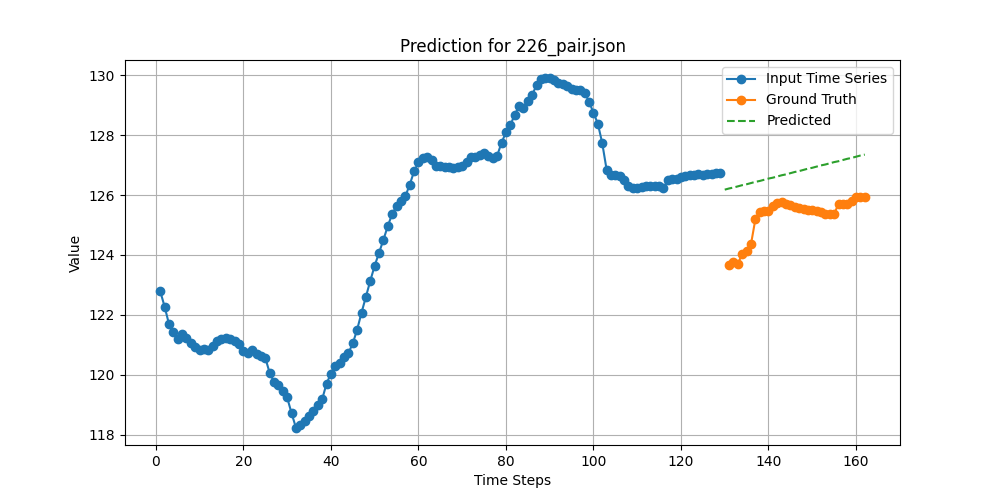 Prediction for 226_pair.json
Input Time Series
Ground Truth
Predicted
Value
130
128
126
124
122
120
118
0 20 40 60 80 100 120 140 160
Time Steps